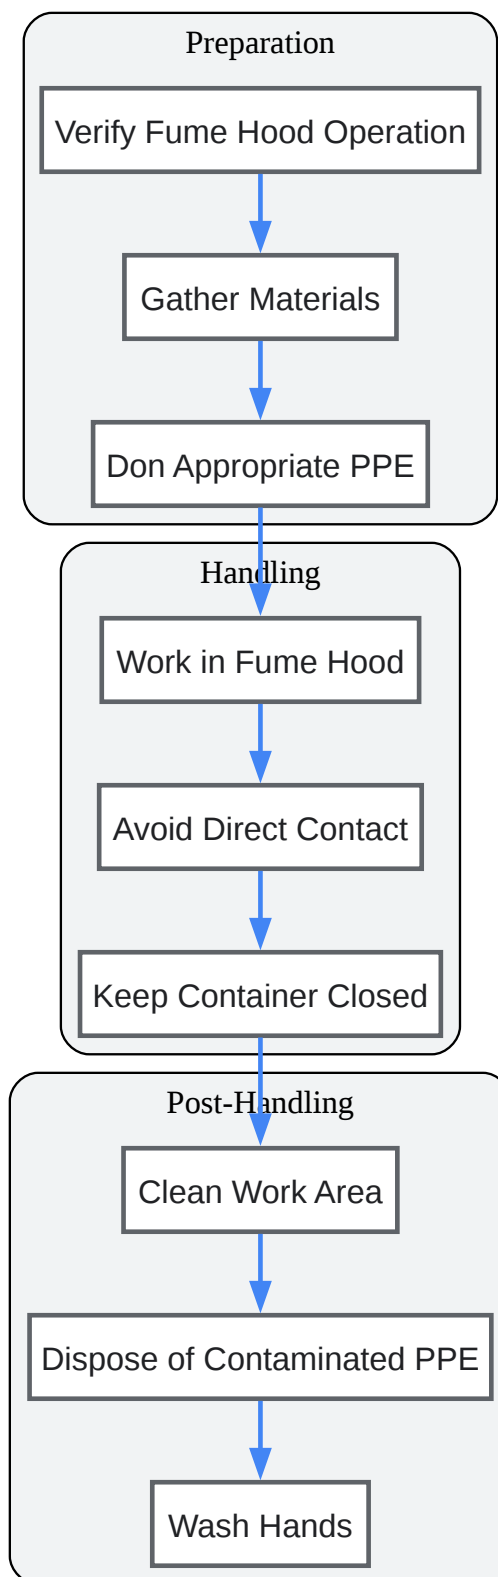 Preparation
Verify Fume Hood Operation
Gather Materials
Don Appropriate PPE
Handling
Work in Fume Hood
Avoid Direct Contact
Keep Container Closed
Post-Handling
Clean Work Area
Dispose of Contaminated PPE
Wash Hands